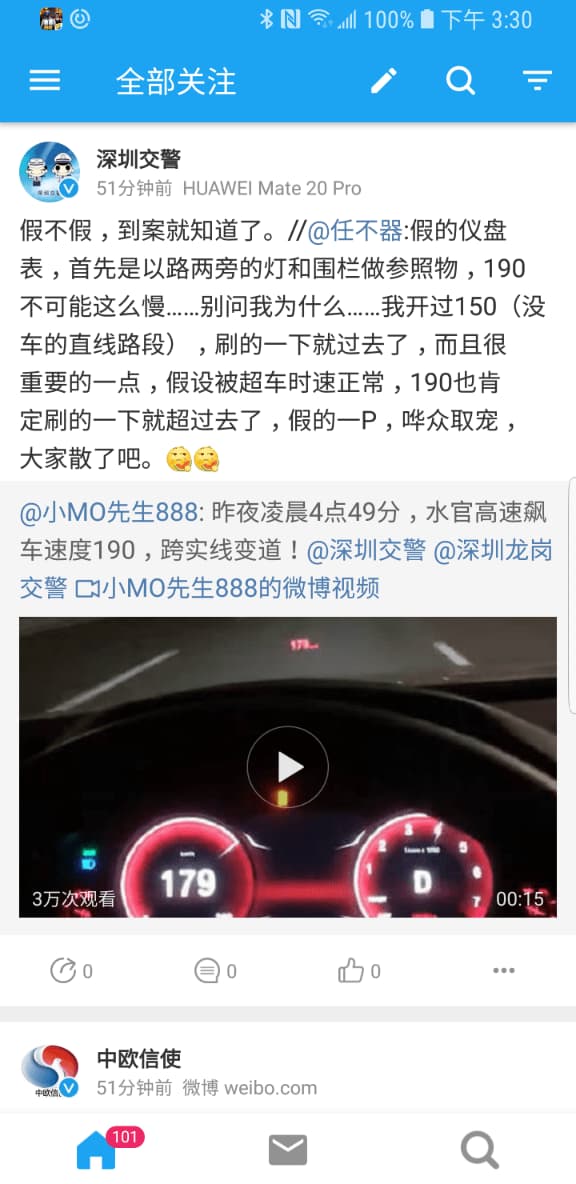 100% 下午 3:30
全部关注
深圳交警
51分钟前 HUAWEI Mate 20 Pro
假不假，到案就知道了。//@任不器:假的仪盘
表，首先是以路两旁的灯和围栏做参照物，190
不可能这么慢……别问我为什么……我开过150（没
车的直线路段），刷的一下就过去了，而且很
重要的一点，假设被超车时速正常，190也肯
定刷的一下就超过去了，假的一P，哗众取宠，
大家散了吧。
@小MO先生888: 昨夜凌晨4点49分，水官高速飙
车速度190，跨实线变道！@深圳交警 @深圳龙岗
交警 小MO先生888的微博视频
179
km/h
179
1
2
3
5
6
7
D
3万次观看
00:15
0
0
0
中欧信使
51分钟前 微博 weibo.com
101